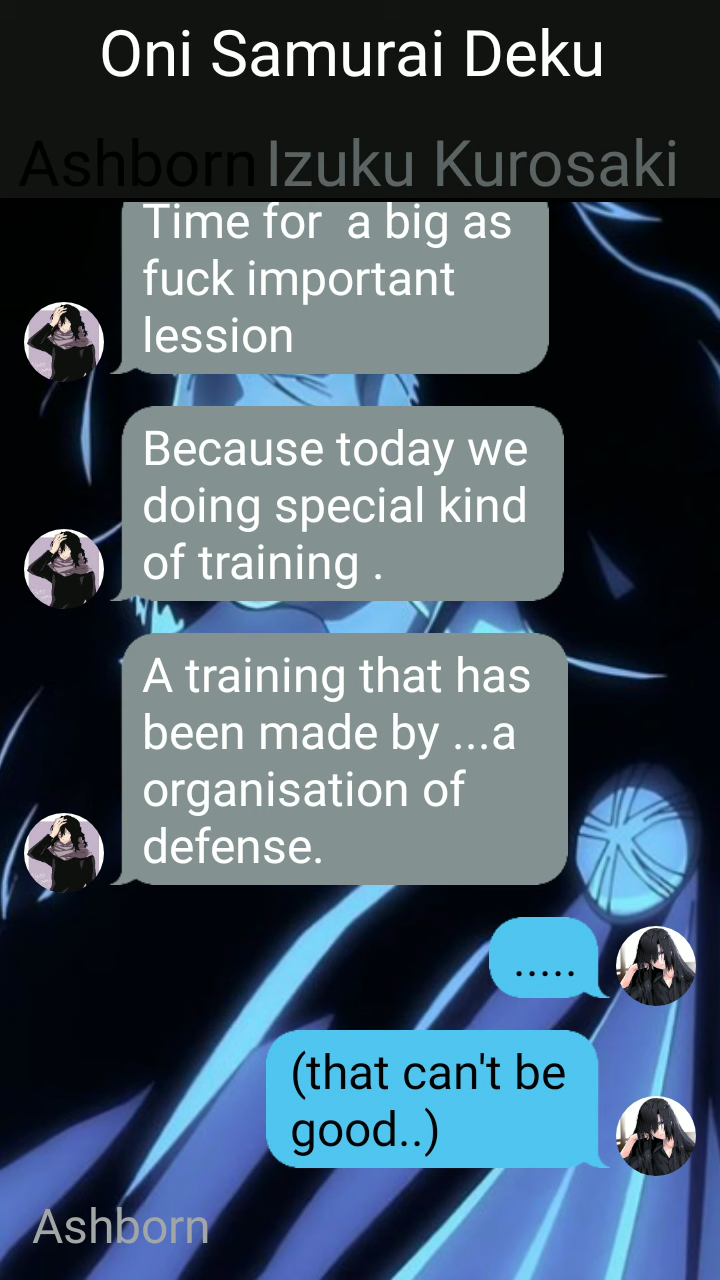 Oni Samurai Deku
Ashborn Izuku Kurosaki
Time for  a big as
fuck important
lession
Because today we
doing special kind
of training .
A training that has
been made by ...a
organisation of
defense.
.....
(that can't be
good..)
Ashborn